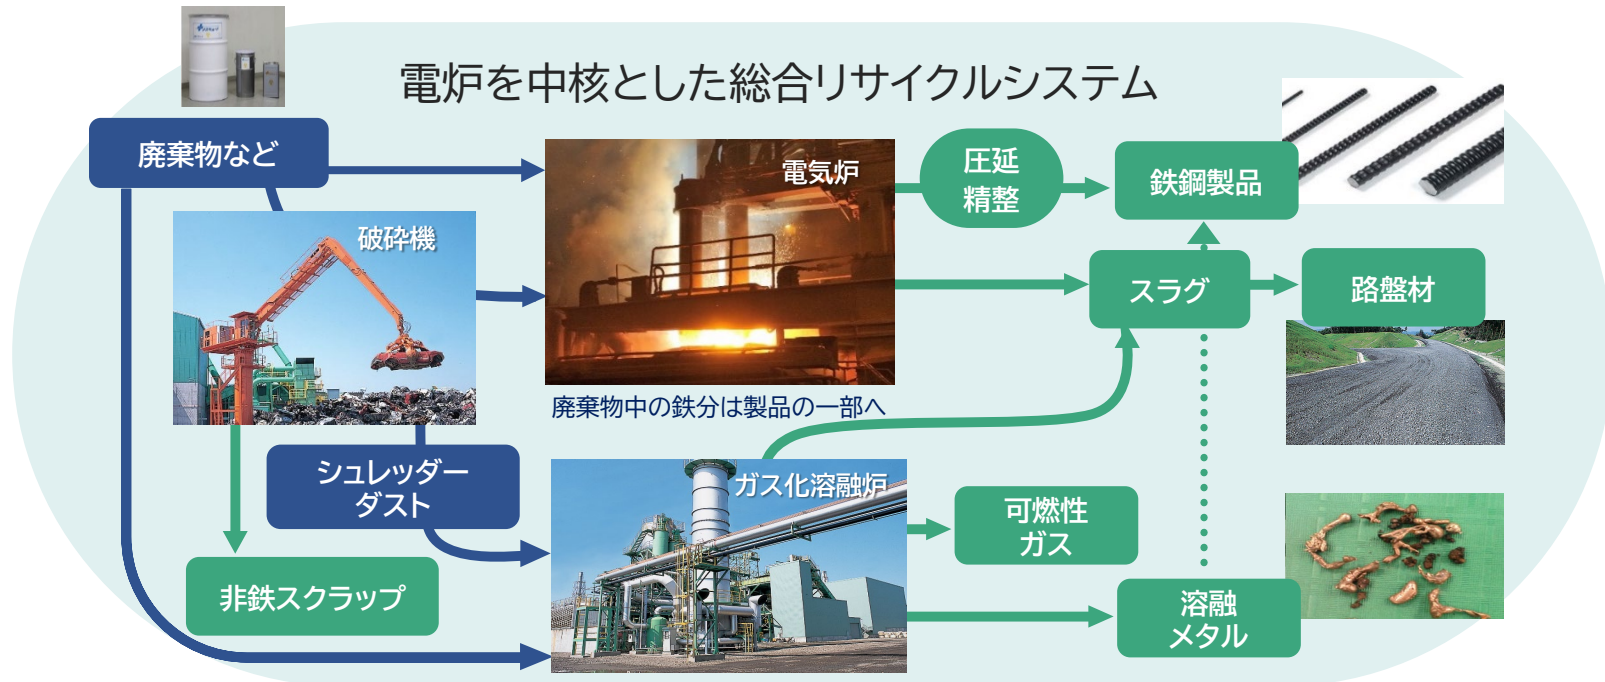 電炉を中核とした総合リサイクルシステム
廃棄物など
電気炉
圧延
精整
鉄鋼製品
破砕機
スラグ
路盤材
廃棄物中の鉄分は製品の一部へ
シュレッダー
ダスト
ガス化溶融炉
可燃性
ガス
非鉄スクラップ
溶融
メタル